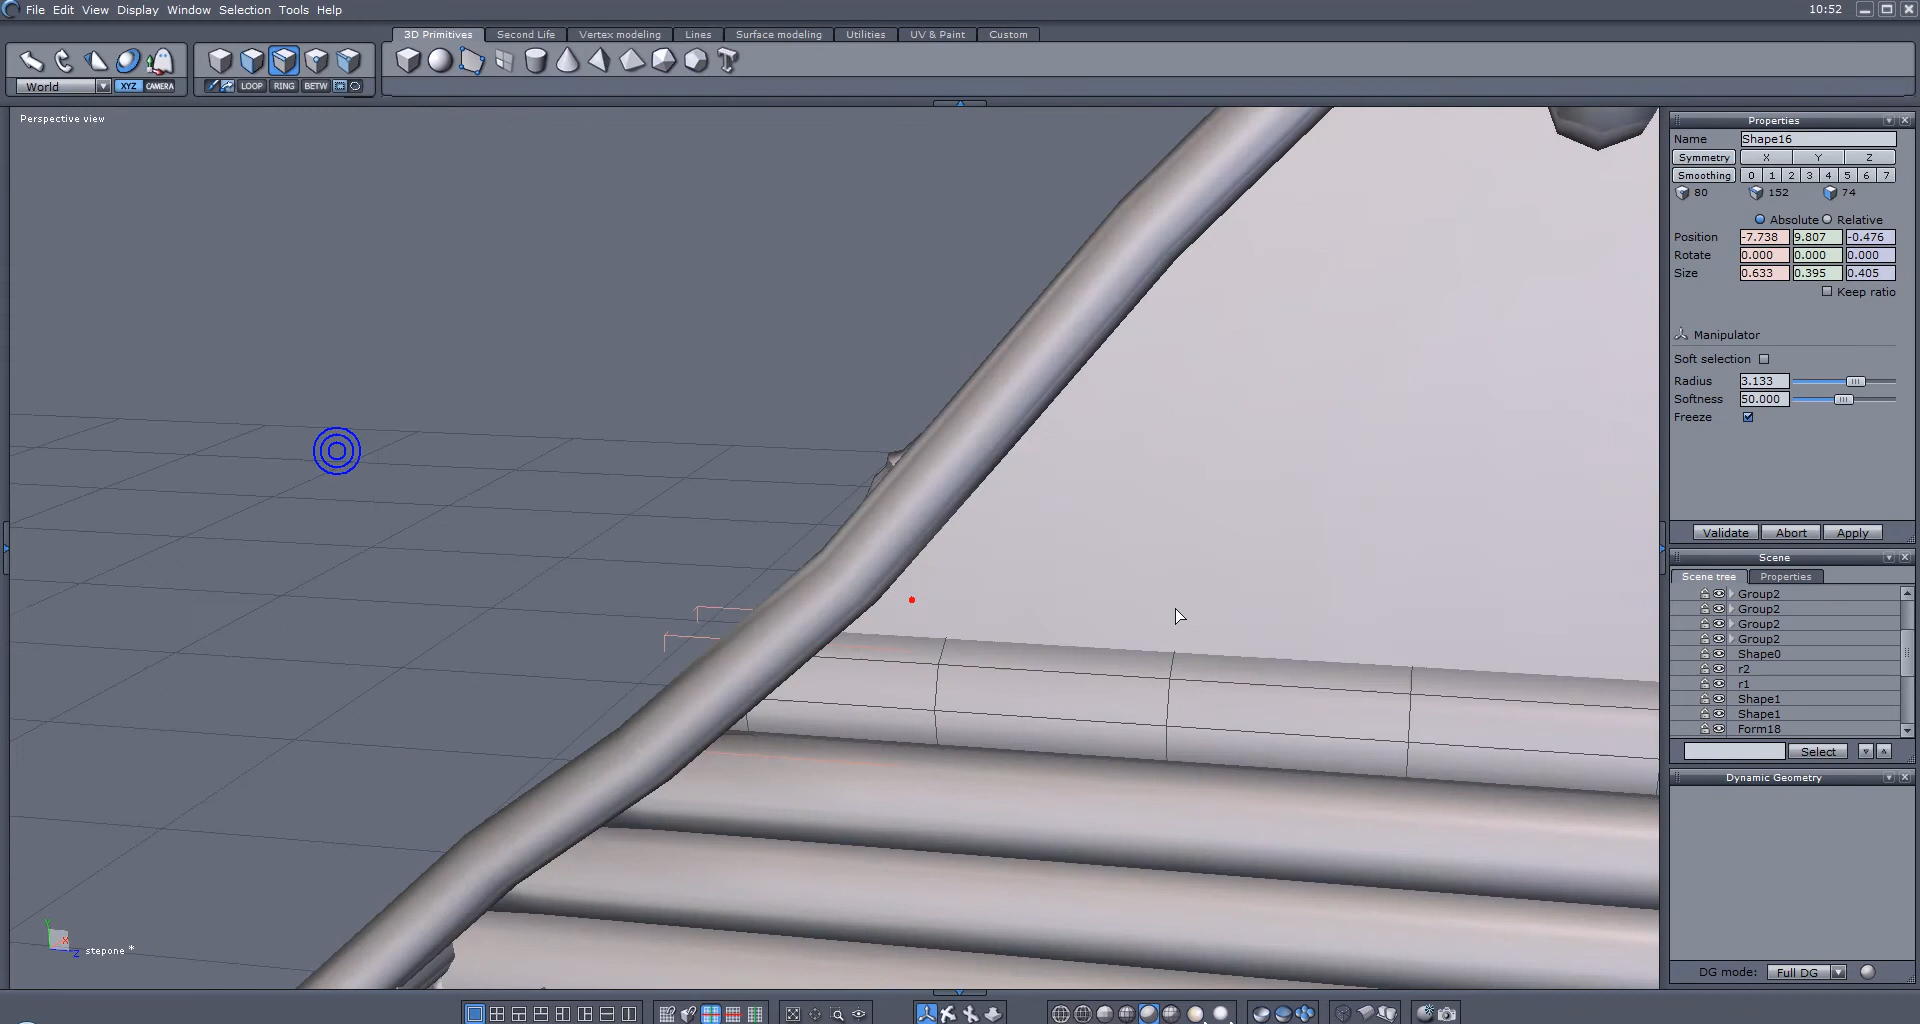 File Edit View Display Window Selection Tools Help
10:52
3D Primitives Second Life Vertex modeling Lines Surface modeling Utilities UV & Paint Custom
World XYZ CAMERA LOOP RING BETW
Perspective view
Properties
Name Shape16
Symmetry X Y Z
Smoothing 0 1 2 3 4 5 6 7
80 152 74
Absolute Relative
Position -7.738 9.807 -0.476
Rotate 0.000 0.000 0.000
Size 0.633 0.395 0.405
Keep ratio
Manipulator
Soft selection
Radius 3.133
Softness 50.000
Freeze
Validate Abort Apply
Scene
Scene tree Properties
Group2
Group2
Group2
Group2
Shape0
r2
r1
Shape1
Shape1
Form18
Select
Dynamic Geometry
DG mode: Full DG
Y
X
Z
stepone *